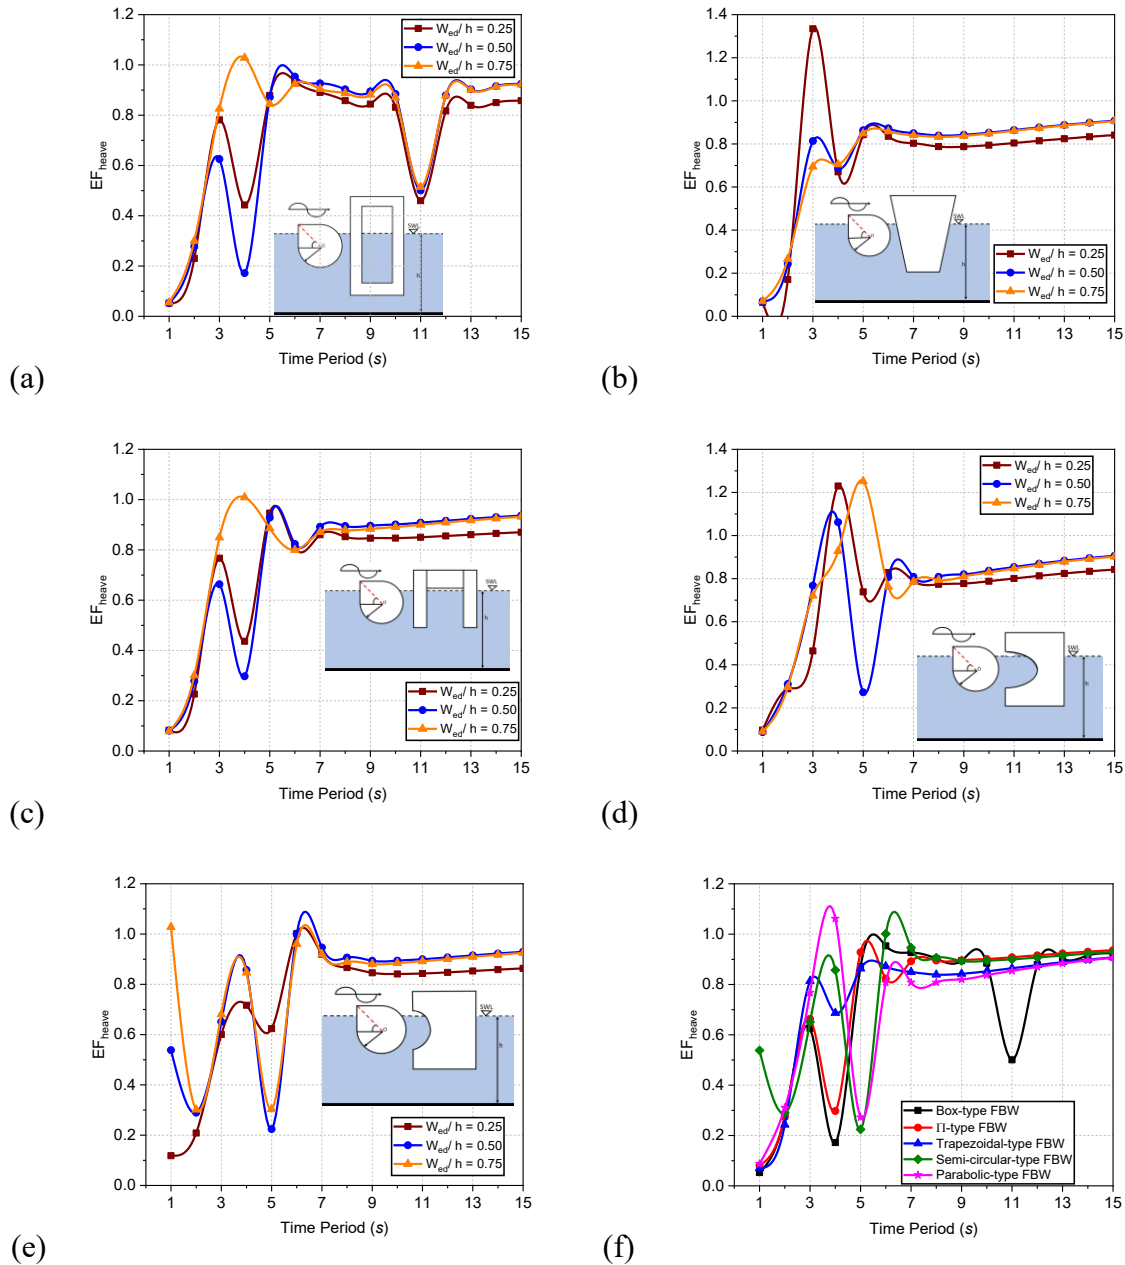 1.2
1.0
0.8
0.6
0.4
0.2
0.0
EF_heave
W_ed/ h = 0.25
W_ed/ h = 0.50
W_ed/ h = 0.75
SWL
h
1 3 5 7 9 11 13 15
Time Period (s)
(a)
1.4
1.2
1.0
0.8
0.6
0.4
0.2
0.0
EF_heave
SWL
h
W_ed/ h = 0.25
W_ed/ h = 0.50
W_ed/ h = 0.75
1 3 5 7 9 11 13 15
Time Period (s)
(b)
1.2
1.0
0.8
0.6
0.4
0.2
0.0
EF_heave
SWL
h
W_ed/ h = 0.25
W_ed/ h = 0.50
W_ed/ h = 0.75
1 3 5 7 9 11 13 15
Time Period (s)
(c)
1.4
1.2
1.0
0.8
0.6
0.4
0.2
0.0
EF_heave
W_ed/ h = 0.25
W_ed/ h = 0.50
W_ed/ h = 0.75
SWL
h
1 3 5 7 9 11 13 15
Time Period (s)
(d)
1.2
1.0
0.8
0.6
0.4
0.2
0.0
EF_heave
SWL
h
W_ed/ h = 0.25
W_ed/ h = 0.50
W_ed/ h = 0.75
1 3 5 7 9 11 13 15
Time Period (s)
(e)
1.2
1.0
0.8
0.6
0.4
0.2
0.0
EF_heave
Box-type FBW
Π-type FBW
Trapezoidal-type FBW
Semi-circular-type FBW
Parabolic-type FBW
1 3 5 7 9 11 13 15
Time Period (s)
(f)